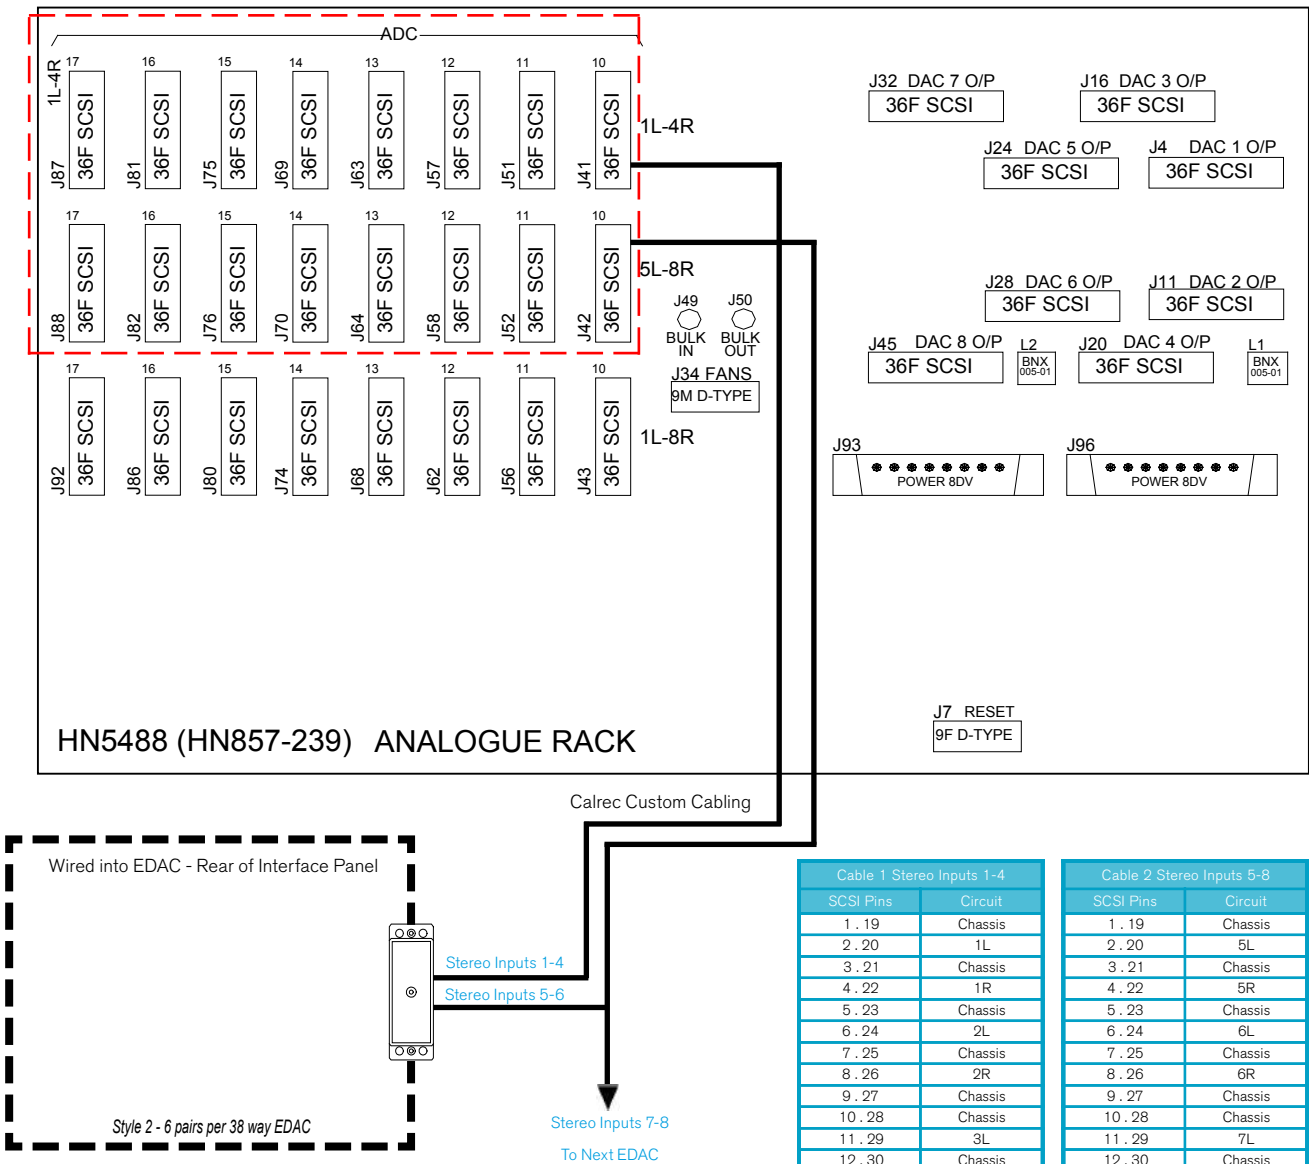 ADC
1L-4R
17 16 15 14 13 12 11 10
J87 36F SCSI J81 36F SCSI J75 36F SCSI J69 36F SCSI J63 36F SCSI J57 36F SCSI J51 36F SCSI J41 36F SCSI
1L-4R
17 16 15 14 13 12 11 10
J88 36F SCSI J82 36F SCSI J76 36F SCSI J70 36F SCSI J64 36F SCSI J58 36F SCSI J52 36F SCSI J42 36F SCSI
5L-8R
17 16 15 14 13 12 11 10
J92 36F SCSI J86 36F SCSI J80 36F SCSI J74 36F SCSI J68 36F SCSI J62 36F SCSI J56 36F SCSI J43 36F SCSI
1L-8R
J49 J50
BULK IN BULK OUT
J34 FANS
9M D-TYPE
J32 DAC 7 O/P
36F SCSI
J16 DAC 3 O/P
36F SCSI
J24 DAC 5 O/P
36F SCSI
J4 DAC 1 O/P
36F SCSI
J28 DAC 6 O/P
36F SCSI
J11 DAC 2 O/P
36F SCSI
J45 DAC 8 O/P
36F SCSI
L2
BNX
005-01
J20 DAC 4 O/P
36F SCSI
L1
BNX
005-01
J93
POWER 8DV
J96
POWER 8DV
J7 RESET
9F D-TYPE
HN5488 (HN857-239) ANALOGUE RACK
Calrec Custom Cabling
Wired into EDAC - Rear of Interface Panel
Stereo Inputs 1-4
Stereo Inputs 5-6
Style 2 - 6 pairs per 38 way EDAC
Stereo Inputs 7-8
To Next EDAC
Cable 1 Stereo Inputs 1-4
SCSI Pins Circuit
1 . 19 Chassis
2 . 20 1L
3 . 21 Chassis
4 . 22 1R
5 . 23 Chassis
6 . 24 2L
7 . 25 Chassis
8 . 26 2R
9 . 27 Chassis
10 . 28 Chassis
11 . 29 3L
12 . 30 Chassis
Cable 2 Stereo Inputs 5-8
SCSI Pins Circuit
1 . 19 Chassis
2 . 20 5L
3 . 21 Chassis
4 . 22 5R
5 . 23 Chassis
6 . 24 6L
7 . 25 Chassis
8 . 26 6R
9 . 27 Chassis
10 . 28 Chassis
11 . 29 7L
12 . 30 Chassis